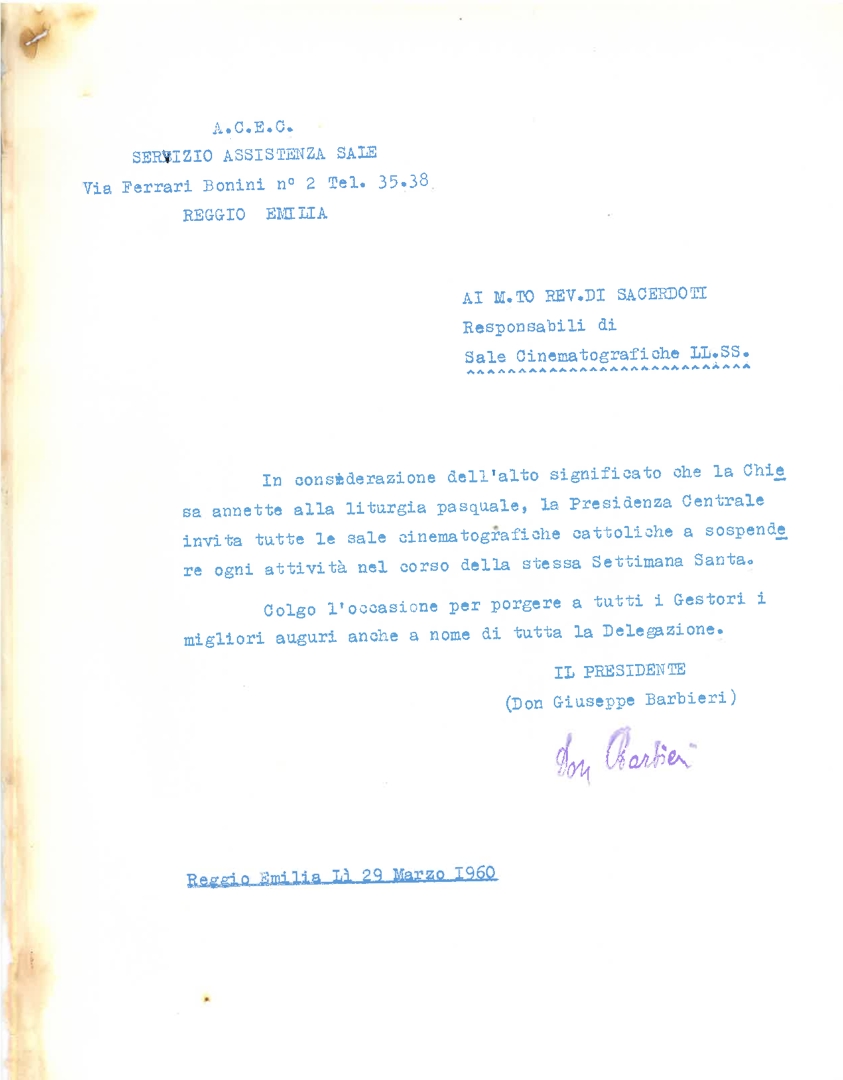 A.C.E.C.
SERVIZIO ASSISTENZA SALE
Via Ferrari Bonini n° 2 Tel. 35.38
REGGIO EMILIA
AI M.TO REV.DI SACERDOTI
Responsabili di
Sale Cinematografiche LL.SS.
In considerazione dell'alto significato che la Chie
sa annette alla liturgia pasquale, la Presidenza Centrale
invita tutte le sale cinematografiche cattoliche a sospende
re ogni attività nel corso della stessa Settimana Santa.
Colgo l'occasione per porgere a tutti i Gestori i
migliori auguri anche a nome di tutta la Delegazione.
IL PRESIDENTE
(Don Giuseppe Barbieri)
Don Barbieri
Reggio Emilia Lì 29 Marzo I960